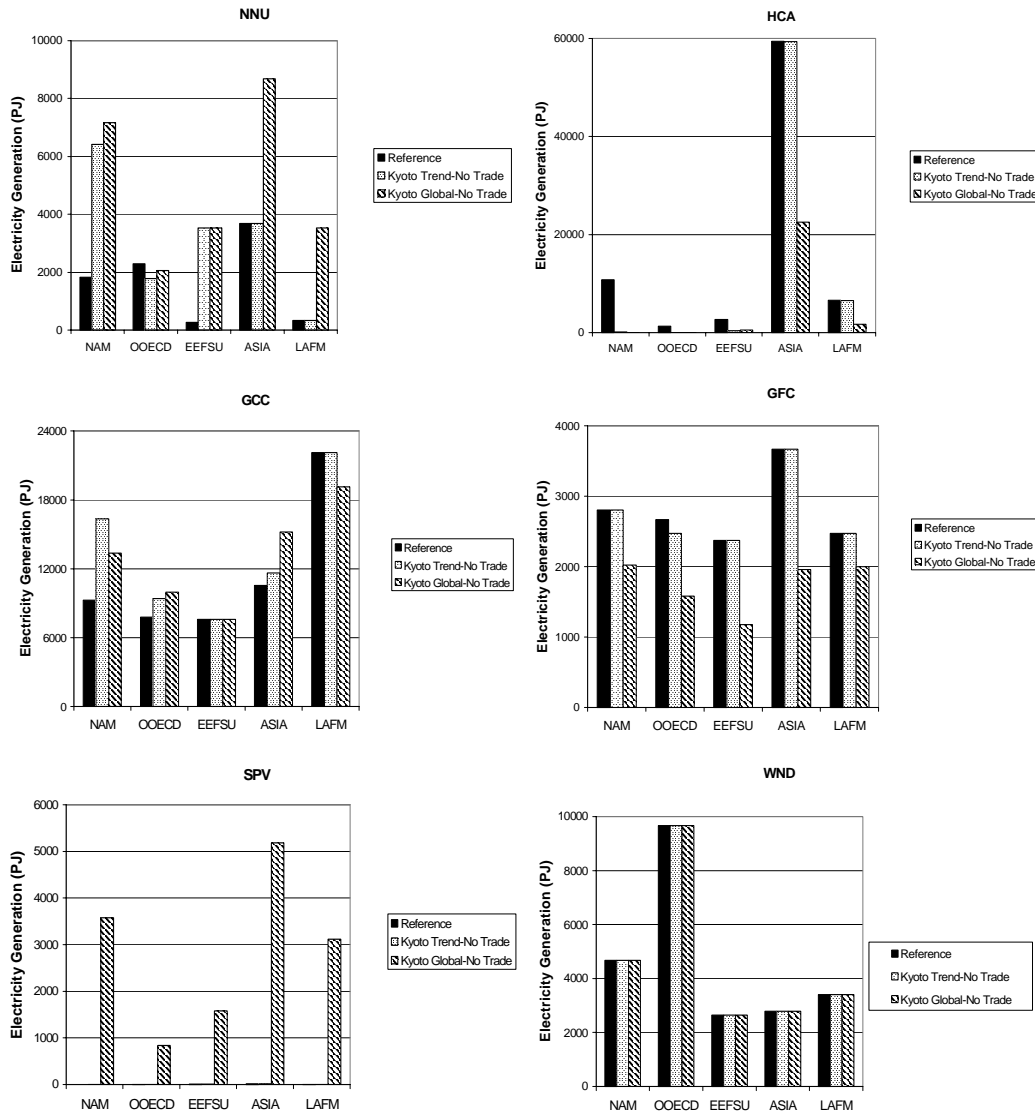 NNU
Electricity Generation (PJ)
10000
8000
6000
4000
2000
0
NAM OOECD EEFSU ASIA LAFM
Reference
Kyoto Trend-No Trade
Kyoto Global-No Trade
HCA
Electricity Generation (PJ)
60000
40000
20000
0
NAM OOECD EEFSU ASIA LAFM
Reference
Kyoto Trend-No Trade
Kyoto Global-No Trade
GCC
Electricity Generation (PJ)
24000
18000
12000
6000
0
NAM OOECD EEFSU ASIA LAFM
Reference
Kyoto Trend-No Trade
Kyoto Global-No Trade
GFC
Electricity Generation (PJ)
4000
3000
2000
1000
0
NAM OOECD EEFSU ASIA LAFM
Reference
Kyoto Trend-No Trade
Kyoto Global-No Trade
SPV
Electricity Generation (PJ)
6000
5000
4000
3000
2000
1000
0
NAM OOECD EEFSU ASIA LAFM
Reference
Kyoto Trend-No Trade
Kyoto Global-No Trade
WND
Electricity Generation (PJ)
10000
8000
6000
4000
2000
0
NAM OOECD EEFSU ASIA LAFM
Reference
Kyoto Trend-No Trade
Kyoto Global-No Trade